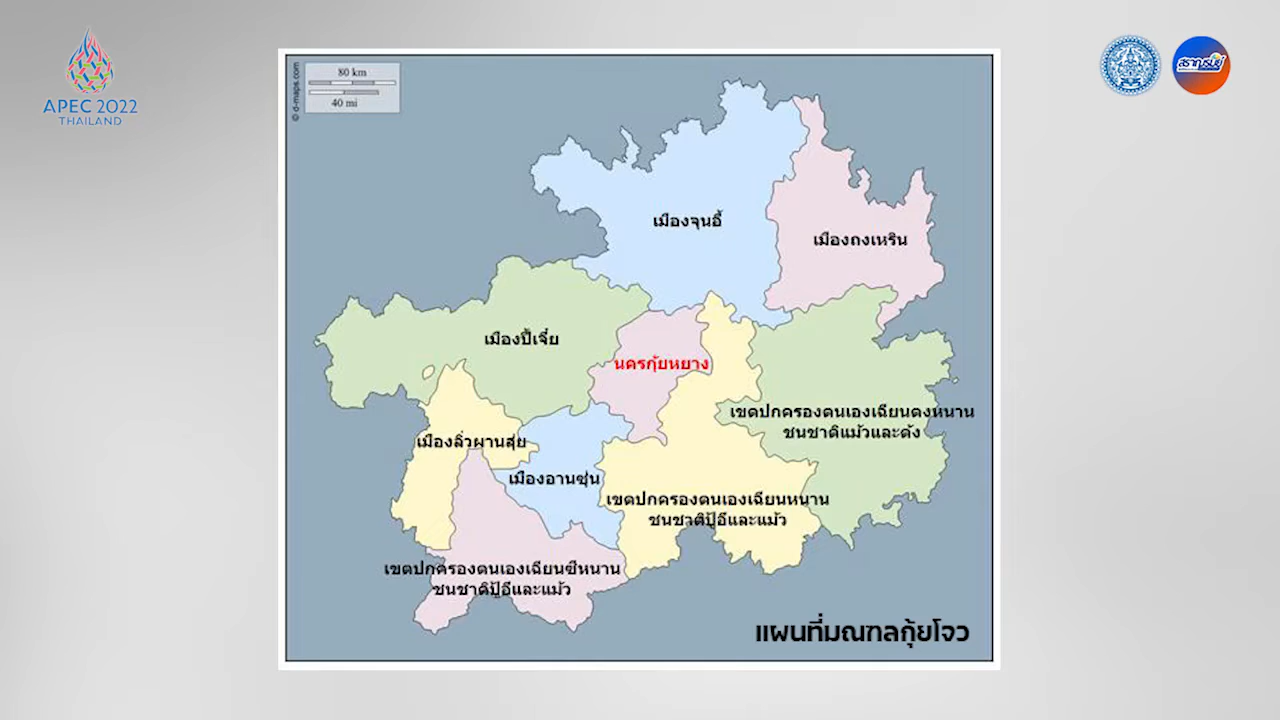 APEC 2022
THAILAND
สราญรมย์
© d-maps.com
80 km
40 mi
เมืองจุนอี้
เมืองถงเหริน
เมืองปี้เจี๋ย
นครกุ้ยหยาง
เขตปกครองตนเองเฉียนตงหนาน
ชนชาติแม้วและต้ง
เมืองลิ่วผานสุ่ย
เมืองอานซุ่น
เขตปกครองตนเองเฉียนหนาน
ชนชาติปู้อีและแม้ว
เขตปกครองตนเองเฉียนซีหนาน
ชนชาติปู้อีและแม้ว
แผนที่มณฑลกุ้ยโจว